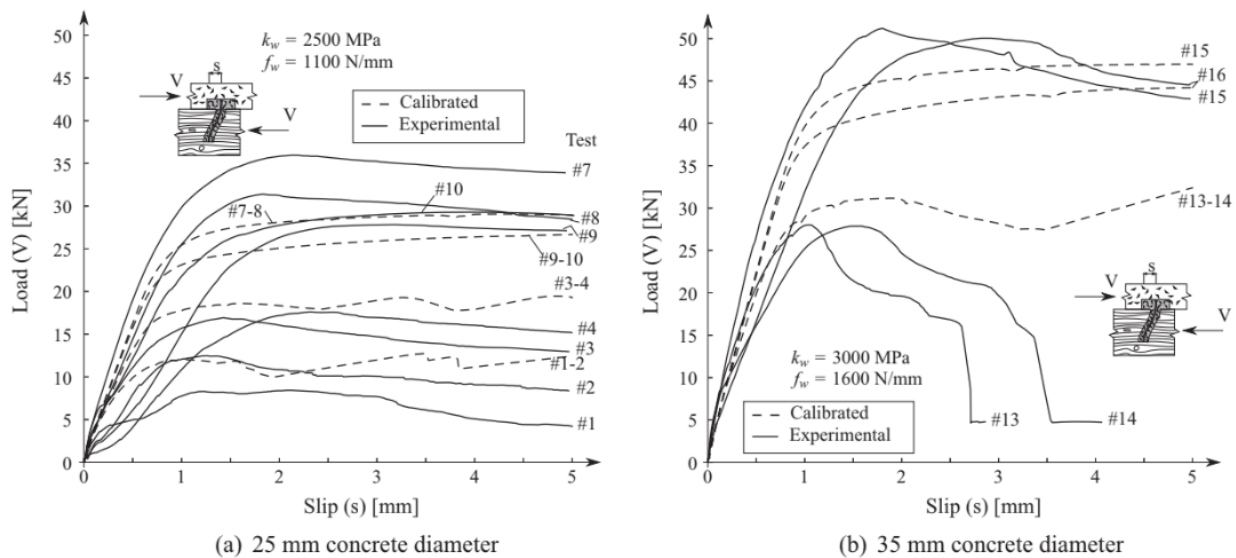 50
45
40
35
30
25
20
15
10
5
0
Load (V) [kN]
k_w = 2500 MPa
f_w = 1100 N/mm
s
V
V
Calibrated
Experimental
Test
#7
#10
#7-8
#8
#9
#9-10
#3-4
#4
#3
#1-2
#2
#1
0 1 2 3 4 5
Slip (s) [mm]
(a) 25 mm concrete diameter
50
45
40
35
30
25
20
15
10
5
0
Load (V) [kN]
#15
#16
#15
#13-14
s
V
V
k_w = 3000 MPa
f_w = 1600 N/mm
Calibrated
Experimental
#13
#14
0 1 2 3 4 5
Slip (s) [mm]
(b) 35 mm concrete diameter